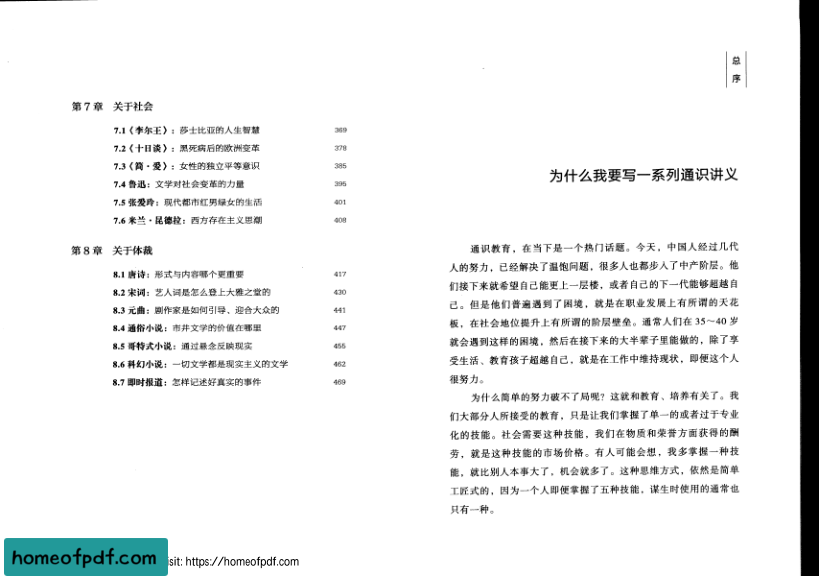 第7章 关于社会
7.1《李尔王》：莎士比亚的人生智慧 369
7.2《十日谈》：黑死病后的欧洲变革 378
7.3《简·爱》：女性的独立平等意识 385
7.4 鲁迅：文学对社会变革的力量 395
7.5 张爱玲：现代都市红男绿女的生活 401
7.6 米兰·昆德拉：西方存在主义思潮 408
第8章 关于体裁
8.1 唐诗：形式与内容哪个更重要 417
8.2 宋词：艺人词是怎么登上大雅之堂的 430
8.3 元曲：剧作家是如何引导、迎合大众的 441
8.4 通俗小说：市井文学的价值在哪里 447
8.5 哥特式小说：通过悬念反映现实 455
8.6 科幻小说：一切文学都是现实主义的文学 462
8.7 即时报道：怎样记述好真实的事件 469
总
序
为什么我要写一系列通识讲义
通识教育，在当下是一个热门话题。今天，中国人经过几代
人的努力，已经解决了温饱问题，很多人也都步入了中产阶层。他
们接下来就希望自己能更上一层楼，或者自己的下一代能够超越自
己。但是他们普遍遇到了困境，就是在职业发展上有所谓的天花
板，在社会地位提升上有所谓的阶层壁垒。通常人们在35～40岁
就会遇到这样的困境，然后在接下来的大半辈子里能做的，除了享
受生活、教育孩子超越自己，就是在工作中维持现状，即便这个人
很努力。
为什么简单的努力破不了局呢？这就和教育、培养有关了。我
们大部分人所接受的教育，只是让我们掌握了单一的或者过于专业
化的技能。社会需要这种技能，我们在物质和荣誉方面获得的酬
劳，就是这种技能的市场价格。有人可能会想，我多掌握一种技
能，就比别人本事大了，机会就多了。这种思维方式，依然是简单
工匠式的，因为一个人即便掌握了五种技能，谋生时使用的通常也
只有一种。
homeofpdf.com
isit: https://homeofpdf.com